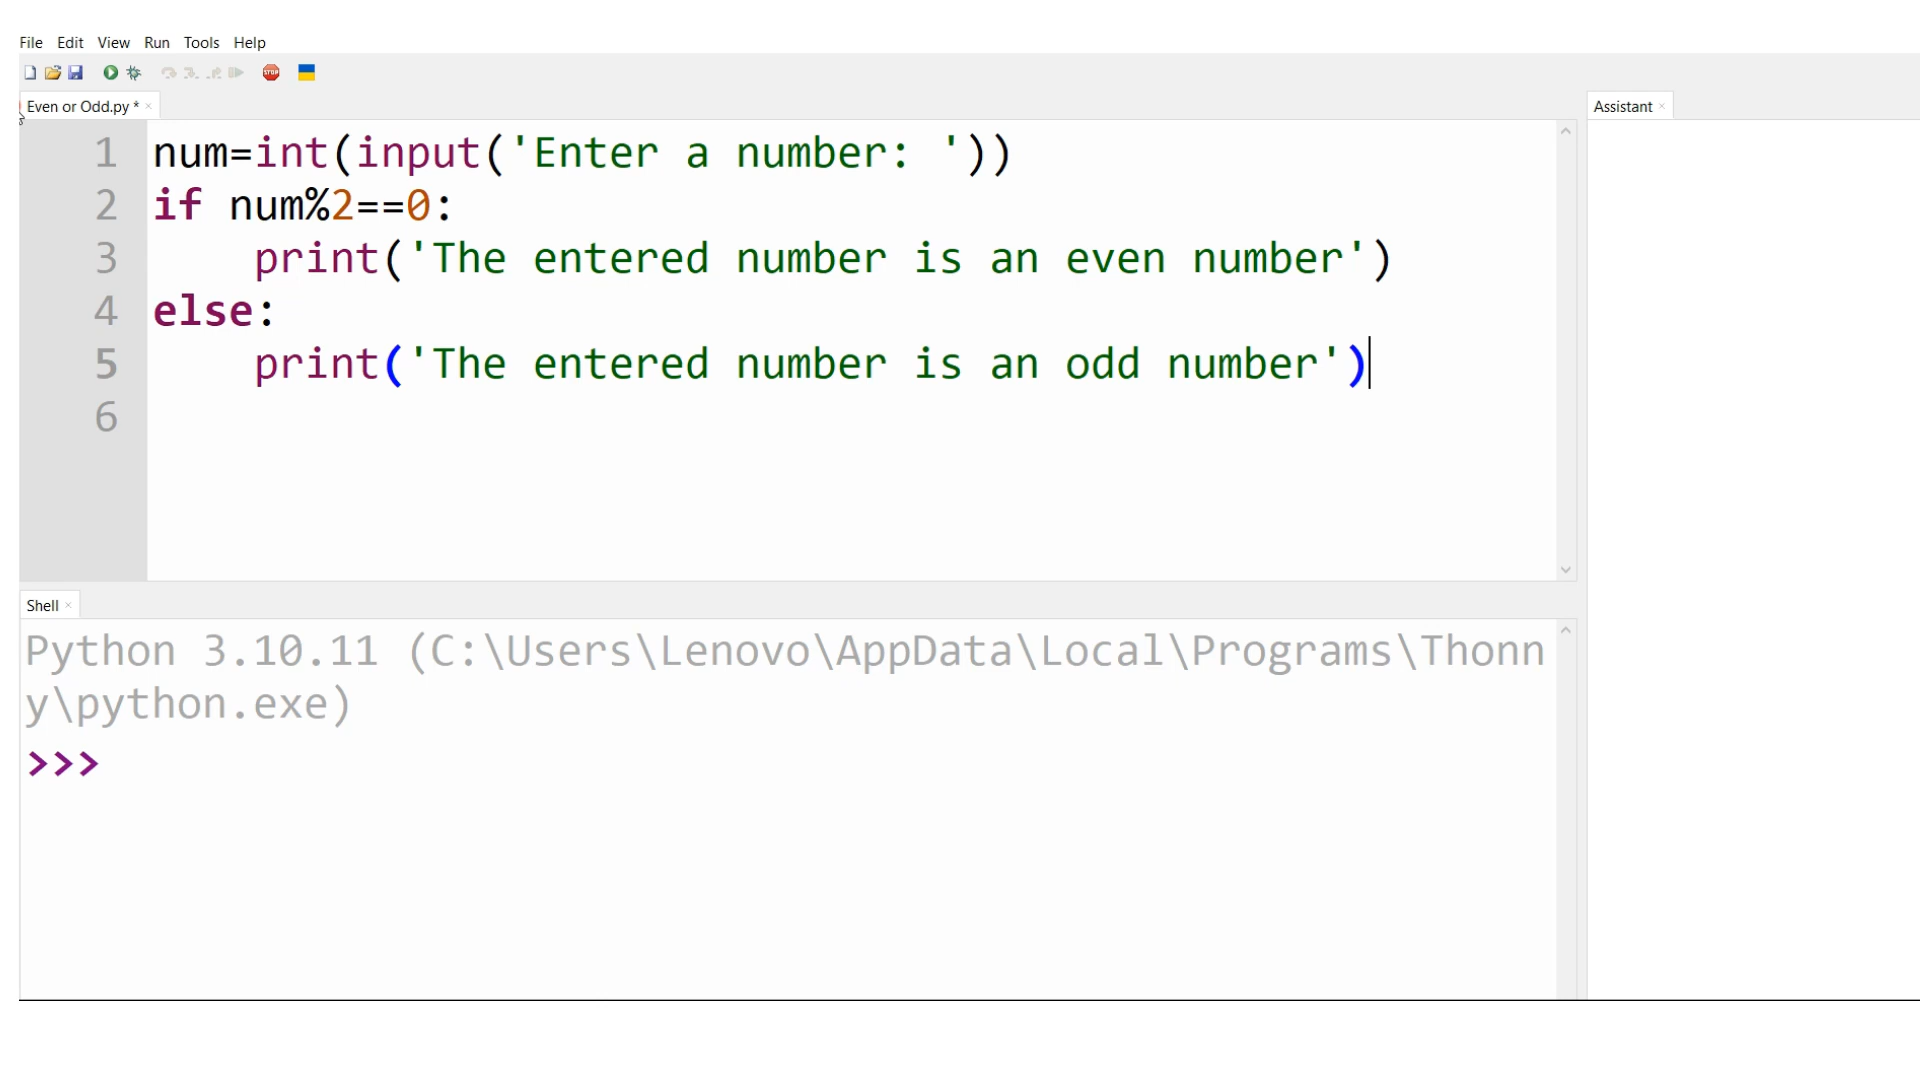 File Edit View Run Tools Help
STOP
Even or Odd.py * ×
Assistant ×
1 num=int(input('Enter a number: '))
2 if num%2==0:
3     print('The entered number is an even number')
4 else:
5     print('The entered number is an odd number')
6
Shell ×
Python 3.10.11 (C:\Users\Lenovo\AppData\Local\Programs\Thonn
y\python.exe)
>>>